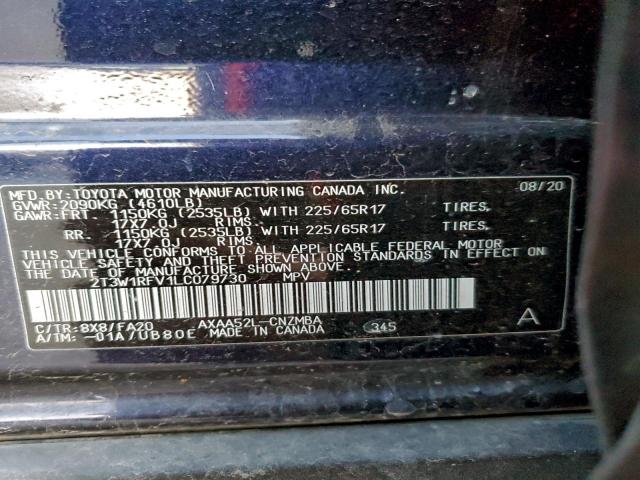 MFD. BY: TOYOTA MOTOR MANUFACTURING CANADA INC. 08/20
GVWR: 2090KG (4610LB)
GAWR: FRT. 1150KG (2535LB) WITH 225/65R17 TIRES,
17X7.0J RIMS
RR. 1150KG (2535LB) WITH 225/65R17 TIRES,
17X7.0J RIMS
THIS VEHICLE CONFORMS TO ALL APPLICABLE FEDERAL MOTOR
VEHICLE SAFETY AND THEFT PREVENTION STANDARDS IN EFFECT
ON THE DATE OF MANUFACTURE SHOWN ABOVE.
2T3W1RFV1LC079730 MPV
C/TR: 8X8/FA20 AXAA52L-CNZMBA 345 A
A/TM: -01A/UB80E MADE IN CANADA